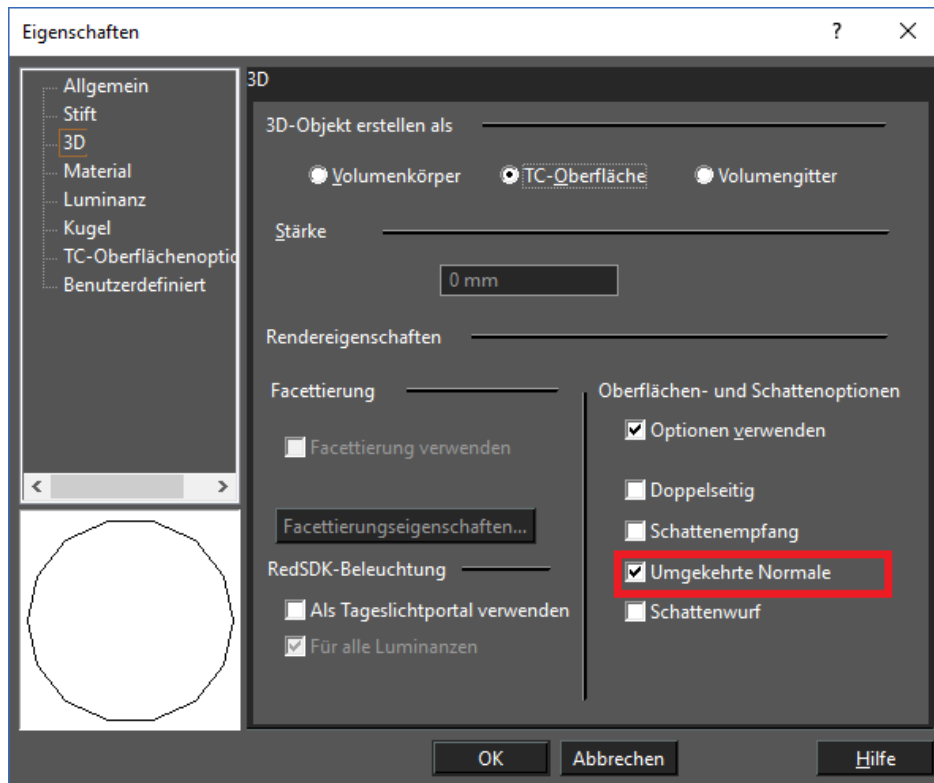 Eigenschaften
? ×
Allgemein
Stift
3D
Material
Luminanz
Kugel
TC-Oberflächenoptio
Benutzerdefiniert
3D
3D-Objekt erstellen als
Volumenkörper TC-Oberfläche Volumengitter
Stärke
0 mm
Rendereigenschaften
Facettierung
Facettierung verwenden
Facettierungseigenschaften...
RedSDK-Beleuchtung
Als Tageslichtportal verwenden
Für alle Luminanzen
Oberflächen- und Schattenoptionen
Optionen verwenden
Doppelseitig
Schattenempfang
Umgekehrte Normale
Schattenwurf
OK Abbrechen Hilfe